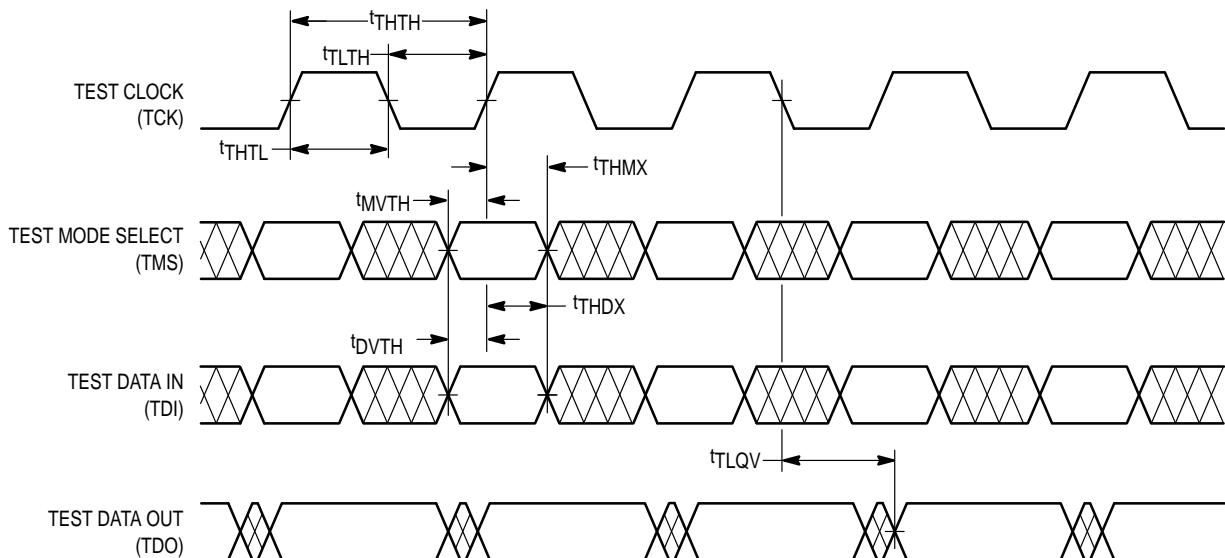 tTHTH
tTLTH
TEST CLOCK
(TCK)
tTHTL
tTHMX
tMVTH
TEST MODE SELECT
(TMS)
tTHDX
tDVTH
TEST DATA IN
(TDI)
tTLQV
TEST DATA OUT
(TDO)